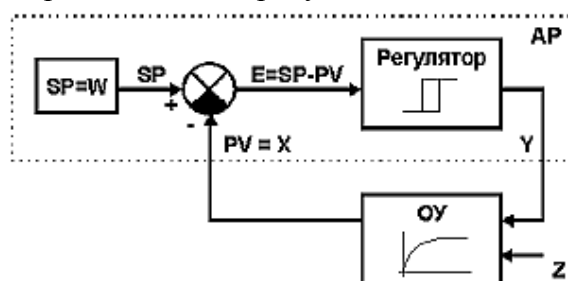 АР
SP=W
SP
E=SP-PV
Регулятор
+
-
PV = X
Y
ОУ
Z